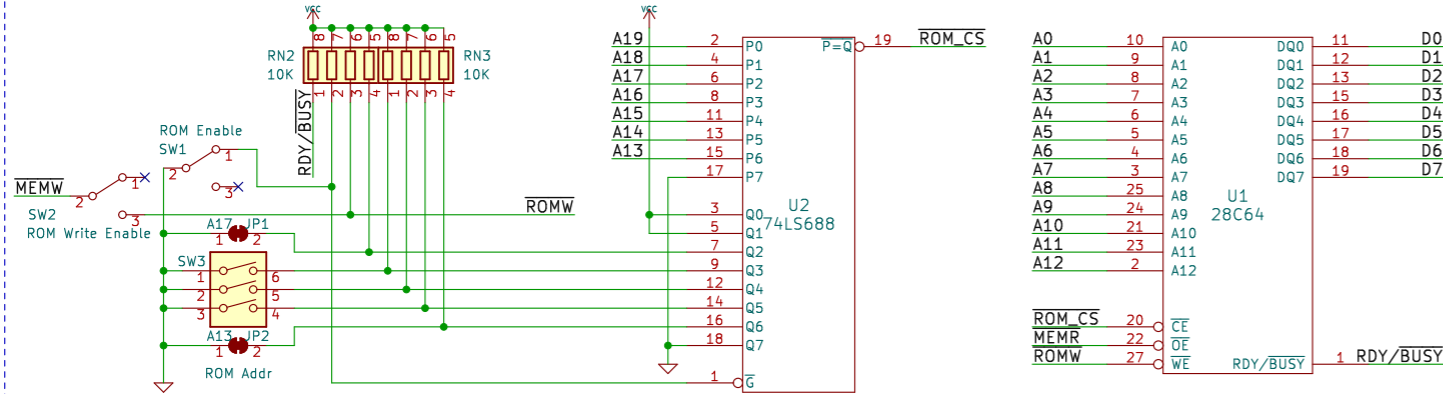 vcc
8 7 6 5 8 7 6 5
RN2
10K
RN3
10K
1 2 3 4 1 2 3 4
RDY/BUSY
ROM Enable
SW1
1
2
3
MEMW
2
1
3
SW2
ROM Write Enable
ROMW
A17 JP1
1 2
SW3
1 6
2 5
3 4
A13 JP2
1 2
ROM Addr
vcc
A19 2 P0
A18 4 P1
A17 6 P2
A16 8 P3
A15 11 P4
A14 13 P5
A13 15 P6
17 P7
3 Q0
5 Q1
7 Q2
9 Q3
12 Q4
14 Q5
16 Q6
18 Q7
1 G
P=Q 19 ROM_CS
U2
74LS688
A0 10 A0
A1 9 A1
A2 8 A2
A3 7 A3
A4 6 A4
A5 5 A5
A6 4 A6
A7 3 A7
A8 25 A8
A9 24 A9
A10 21 A10
A11 23 A11
A12 2 A12
ROM_CS 20 CE
MEMR 22 OE
ROMW 27 WE
U1
28C64
DQ0 11 D0
DQ1 12 D1
DQ2 13 D2
DQ3 15 D3
DQ4 16 D4
DQ5 17 D5
DQ6 18 D6
DQ7 19 D7
RDY/BUSY 1 RDY/BUSY